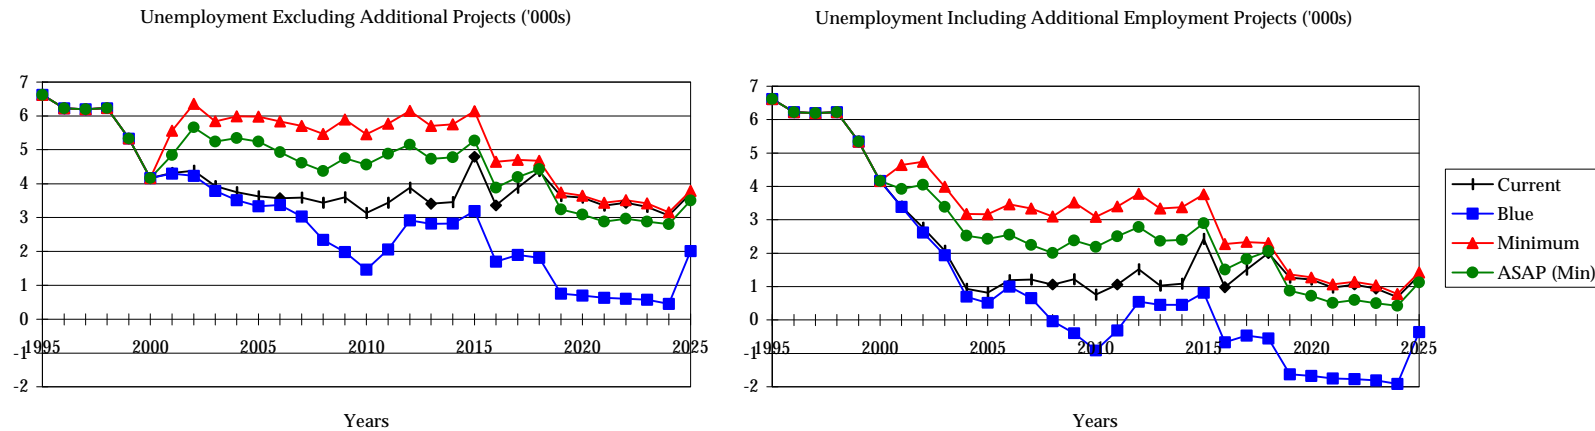 Unemployment Excluding Additional Projects ('000s)
7
6
5
4
3
2
1
0
-1
-2
1995 2000 2005 2010 2015 2020 2025
Years
Unemployment Including Additional Employment Projects ('000s)
7
6
5
4
3
2
1
0
-1
-2
1995 2000 2005 2010 2015 2020 2025
Years
Current
Blue
Minimum
ASAP (Min)